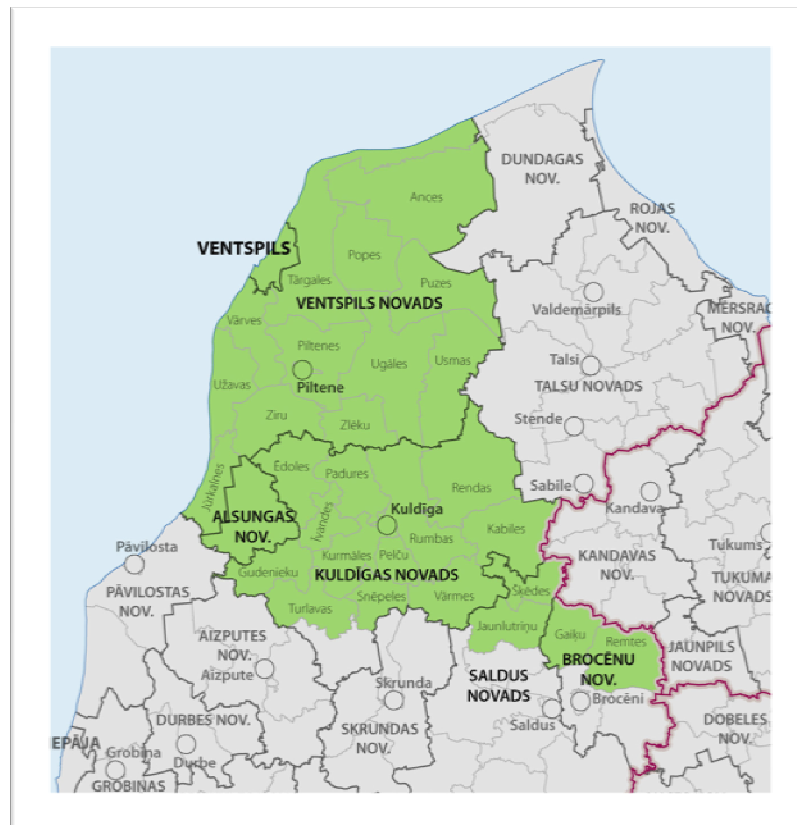 DUNDAGAS
NOV.
Ances
ROJAS
NOV.
VENTSPILS
Popes
Tārgales
Puzes
VENTSPILS NOVADS
Valdemārpils
MĒRSRAG
NOV.
Vārves
Piltenes
Ugāles
Usmas
Talsi
Užavas
Piltene
TALSU NOVADS
Ziru
Zlēku
Stende
Ēdoles
Padures
Rendas
Sabile
Jūrkalnes
Kandava
ALSUNGAS
NOV.
Īvandes
Kuldīga
Kabiles
Rumbas
Pāvilosta
Kurmāles
Pelču
Tukums
Gudenieku
KULDĪGAS NOVADS
KANDAVAS
NOV.
TUKUMA
NOVADS
PĀVILOSTAS
NOV.
Turlavas
Snēpeles
Vārmes
Šķēdes
Jaunlutriņu
Gaiķu
Remtes
AIZPUTES
NOV.
Aizpute
JAUNPILS
NOVADS
BROCĒNU
NOV.
SALDUS
NOVADS
Skrunda
Brocēni
Saldus
DURBES NOV.
SKRUNDAS
NOV.
DOBELES
NOV.
EPĀJA
Grobiņa
Durbe
GROBIŅAS